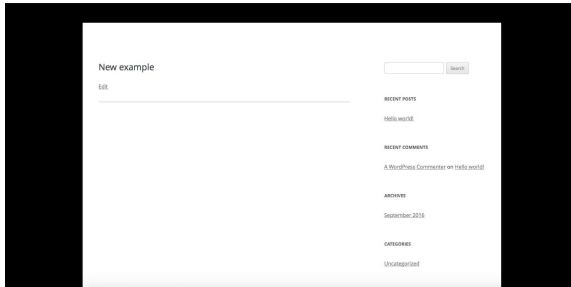 New example
Edit
Search
RECENT POSTS
Hello world!
RECENT COMMENTS
A WordPress Commenter on Hello world!
ARCHIVES
September 2016
CATEGORIES
Uncategorized